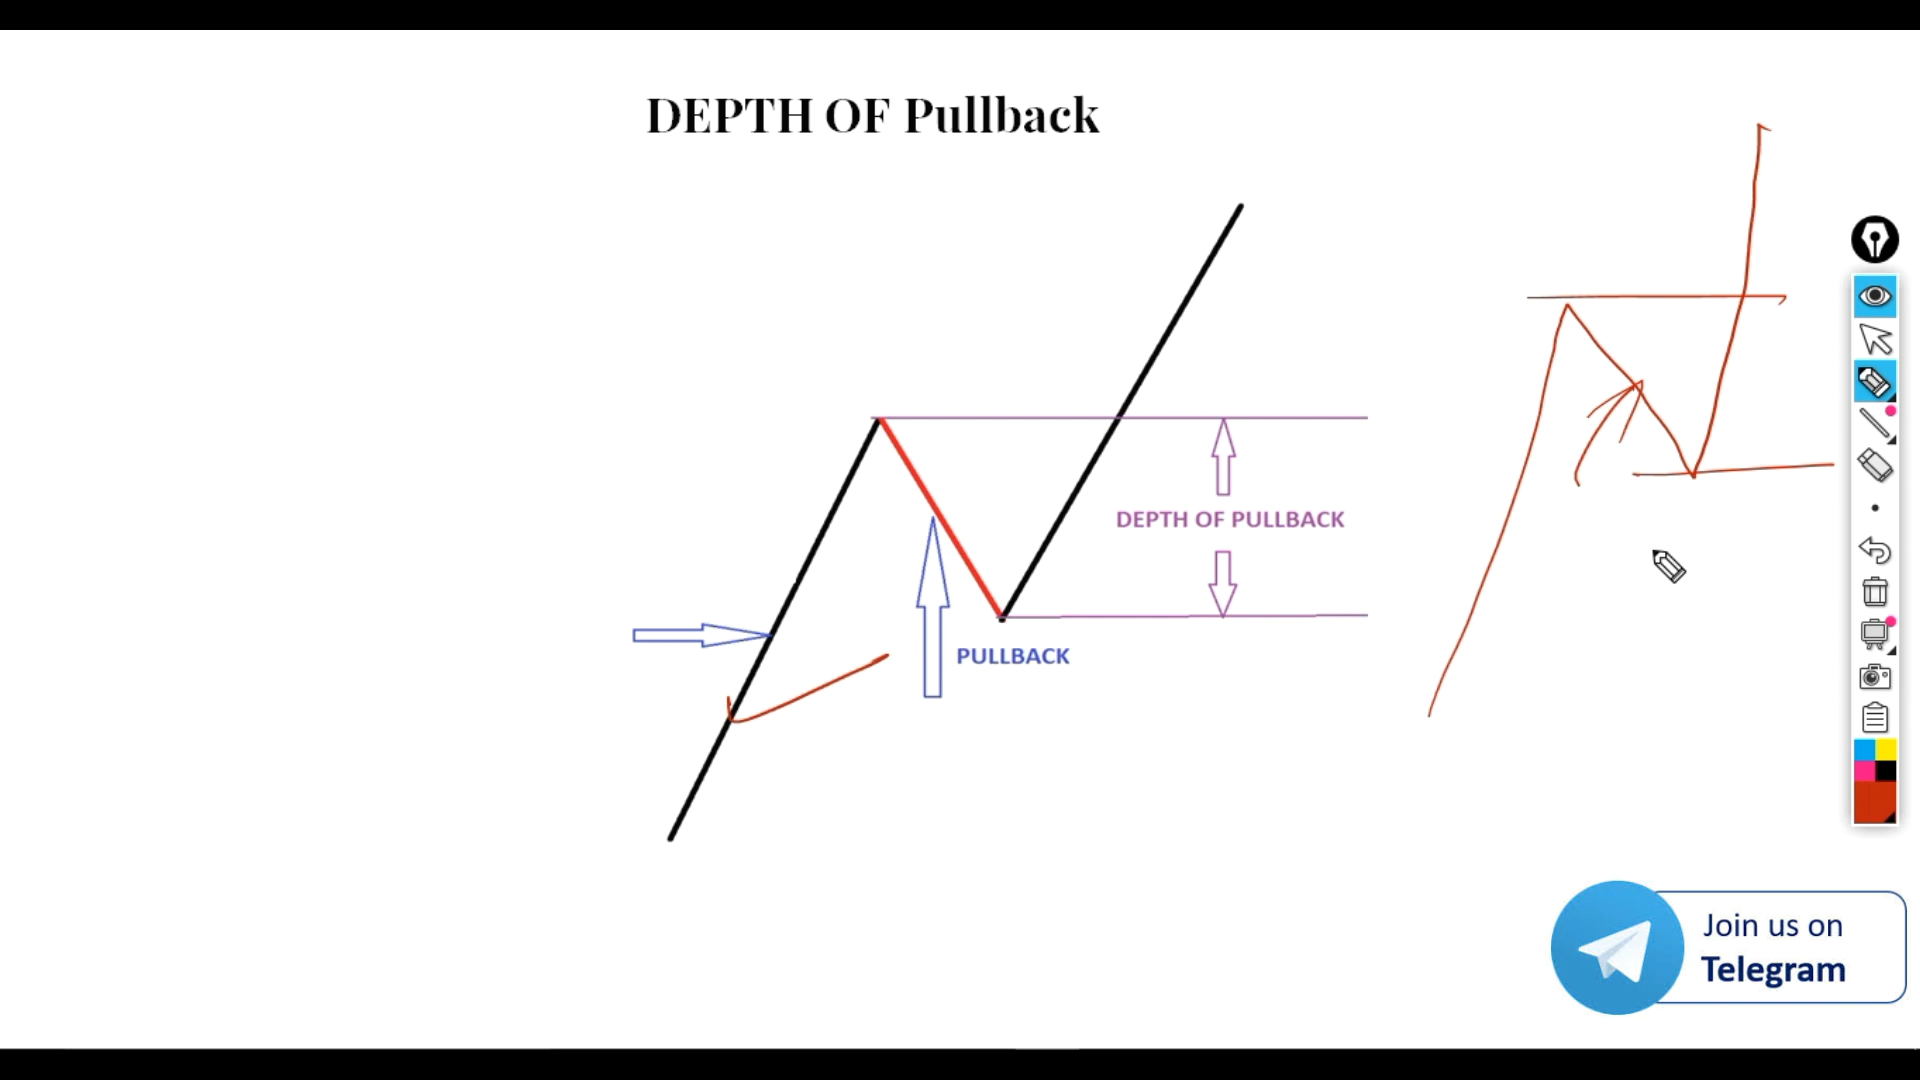 DEPTH OF Pullback
DEPTH OF PULLBACK
PULLBACK
Join us on
Telegram